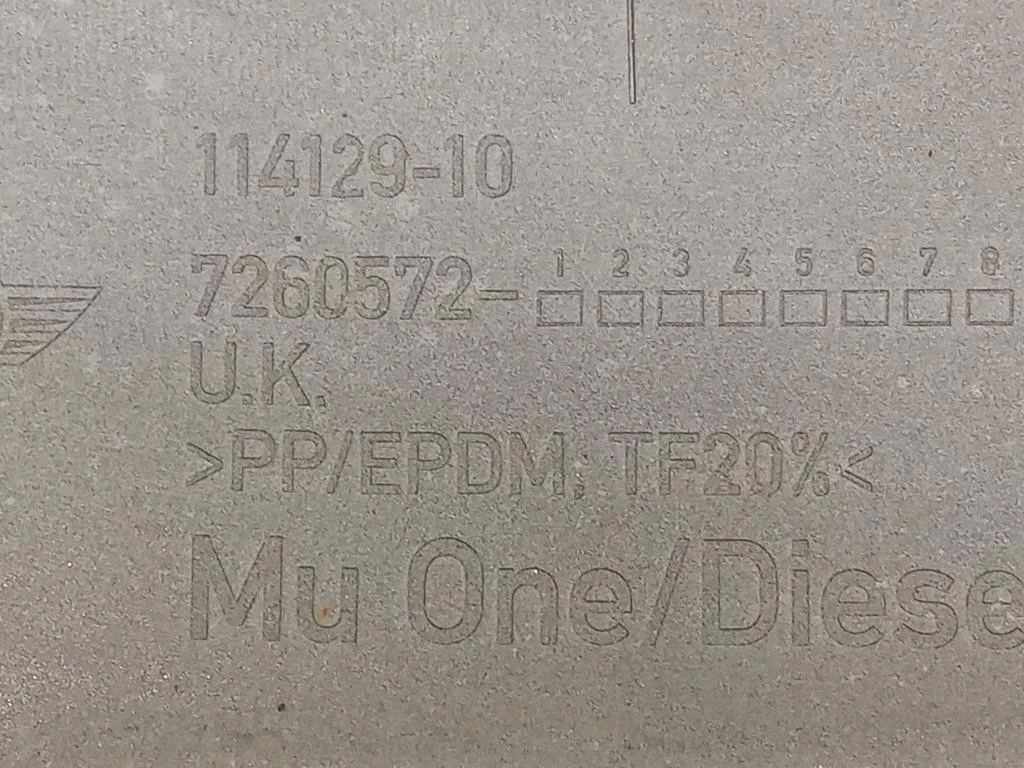 114129-10
1 2 3 4 5 6 7 8
7260572-
U.K.
>PP/EPDM; TF20%<
Mu One/Diese